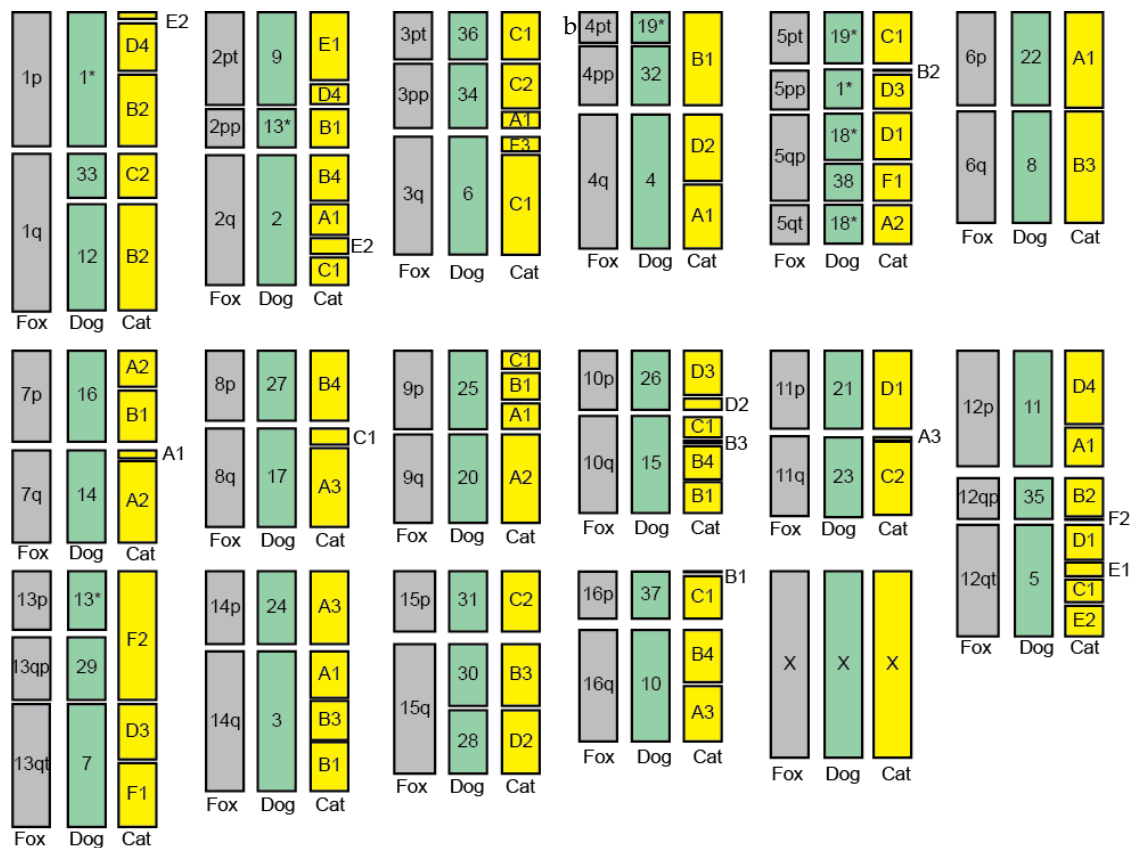 1p
1q
1*
33
12
E2
D4
B2
C2
B2
Fox Dog Cat
2pt
2pp
2q
9
13*
2
E1
D4
B1
B4
A1
E2
C1
Fox Dog Cat
3pt
3pp
3q
36
34
6
C1
C2
A1
F3
C1
Fox Dog Cat
b
4pt
4pp
4q
19*
32
4
B1
D2
A1
Fox Dog Cat
5pt
5pp
5qp
5qt
19*
1*
18*
38
18*
C1
B2
D3
D1
F1
A2
Fox Dog Cat
6p
6q
22
8
A1
B3
Fox Dog Cat
7p
7q
16
14
A2
B1
A1
A2
Fox Dog Cat
8p
8q
27
17
B4
C1
A3
Fox Dog Cat
9p
9q
25
20
C1
B1
A1
A2
Fox Dog Cat
10p
10q
26
15
D3
D2
C1
B3
B4
B1
Fox Dog Cat
11p
11q
21
23
D1
A3
C2
Fox Dog Cat
12p
12qp
12qt
11
35
5
D4
A1
B2
F2
D1
E1
C1
E2
Fox Dog Cat
13p
13qp
13qt
13*
29
7
F2
D3
F1
Fox Dog Cat
14p
14q
24
3
A3
A1
B3
B1
Fox Dog Cat
15p
15q
31
30
28
C2
B3
D2
Fox Dog Cat
16p
16q
37
10
B1
C1
B4
A3
Fox Dog Cat
X
X
X
Fox Dog Cat